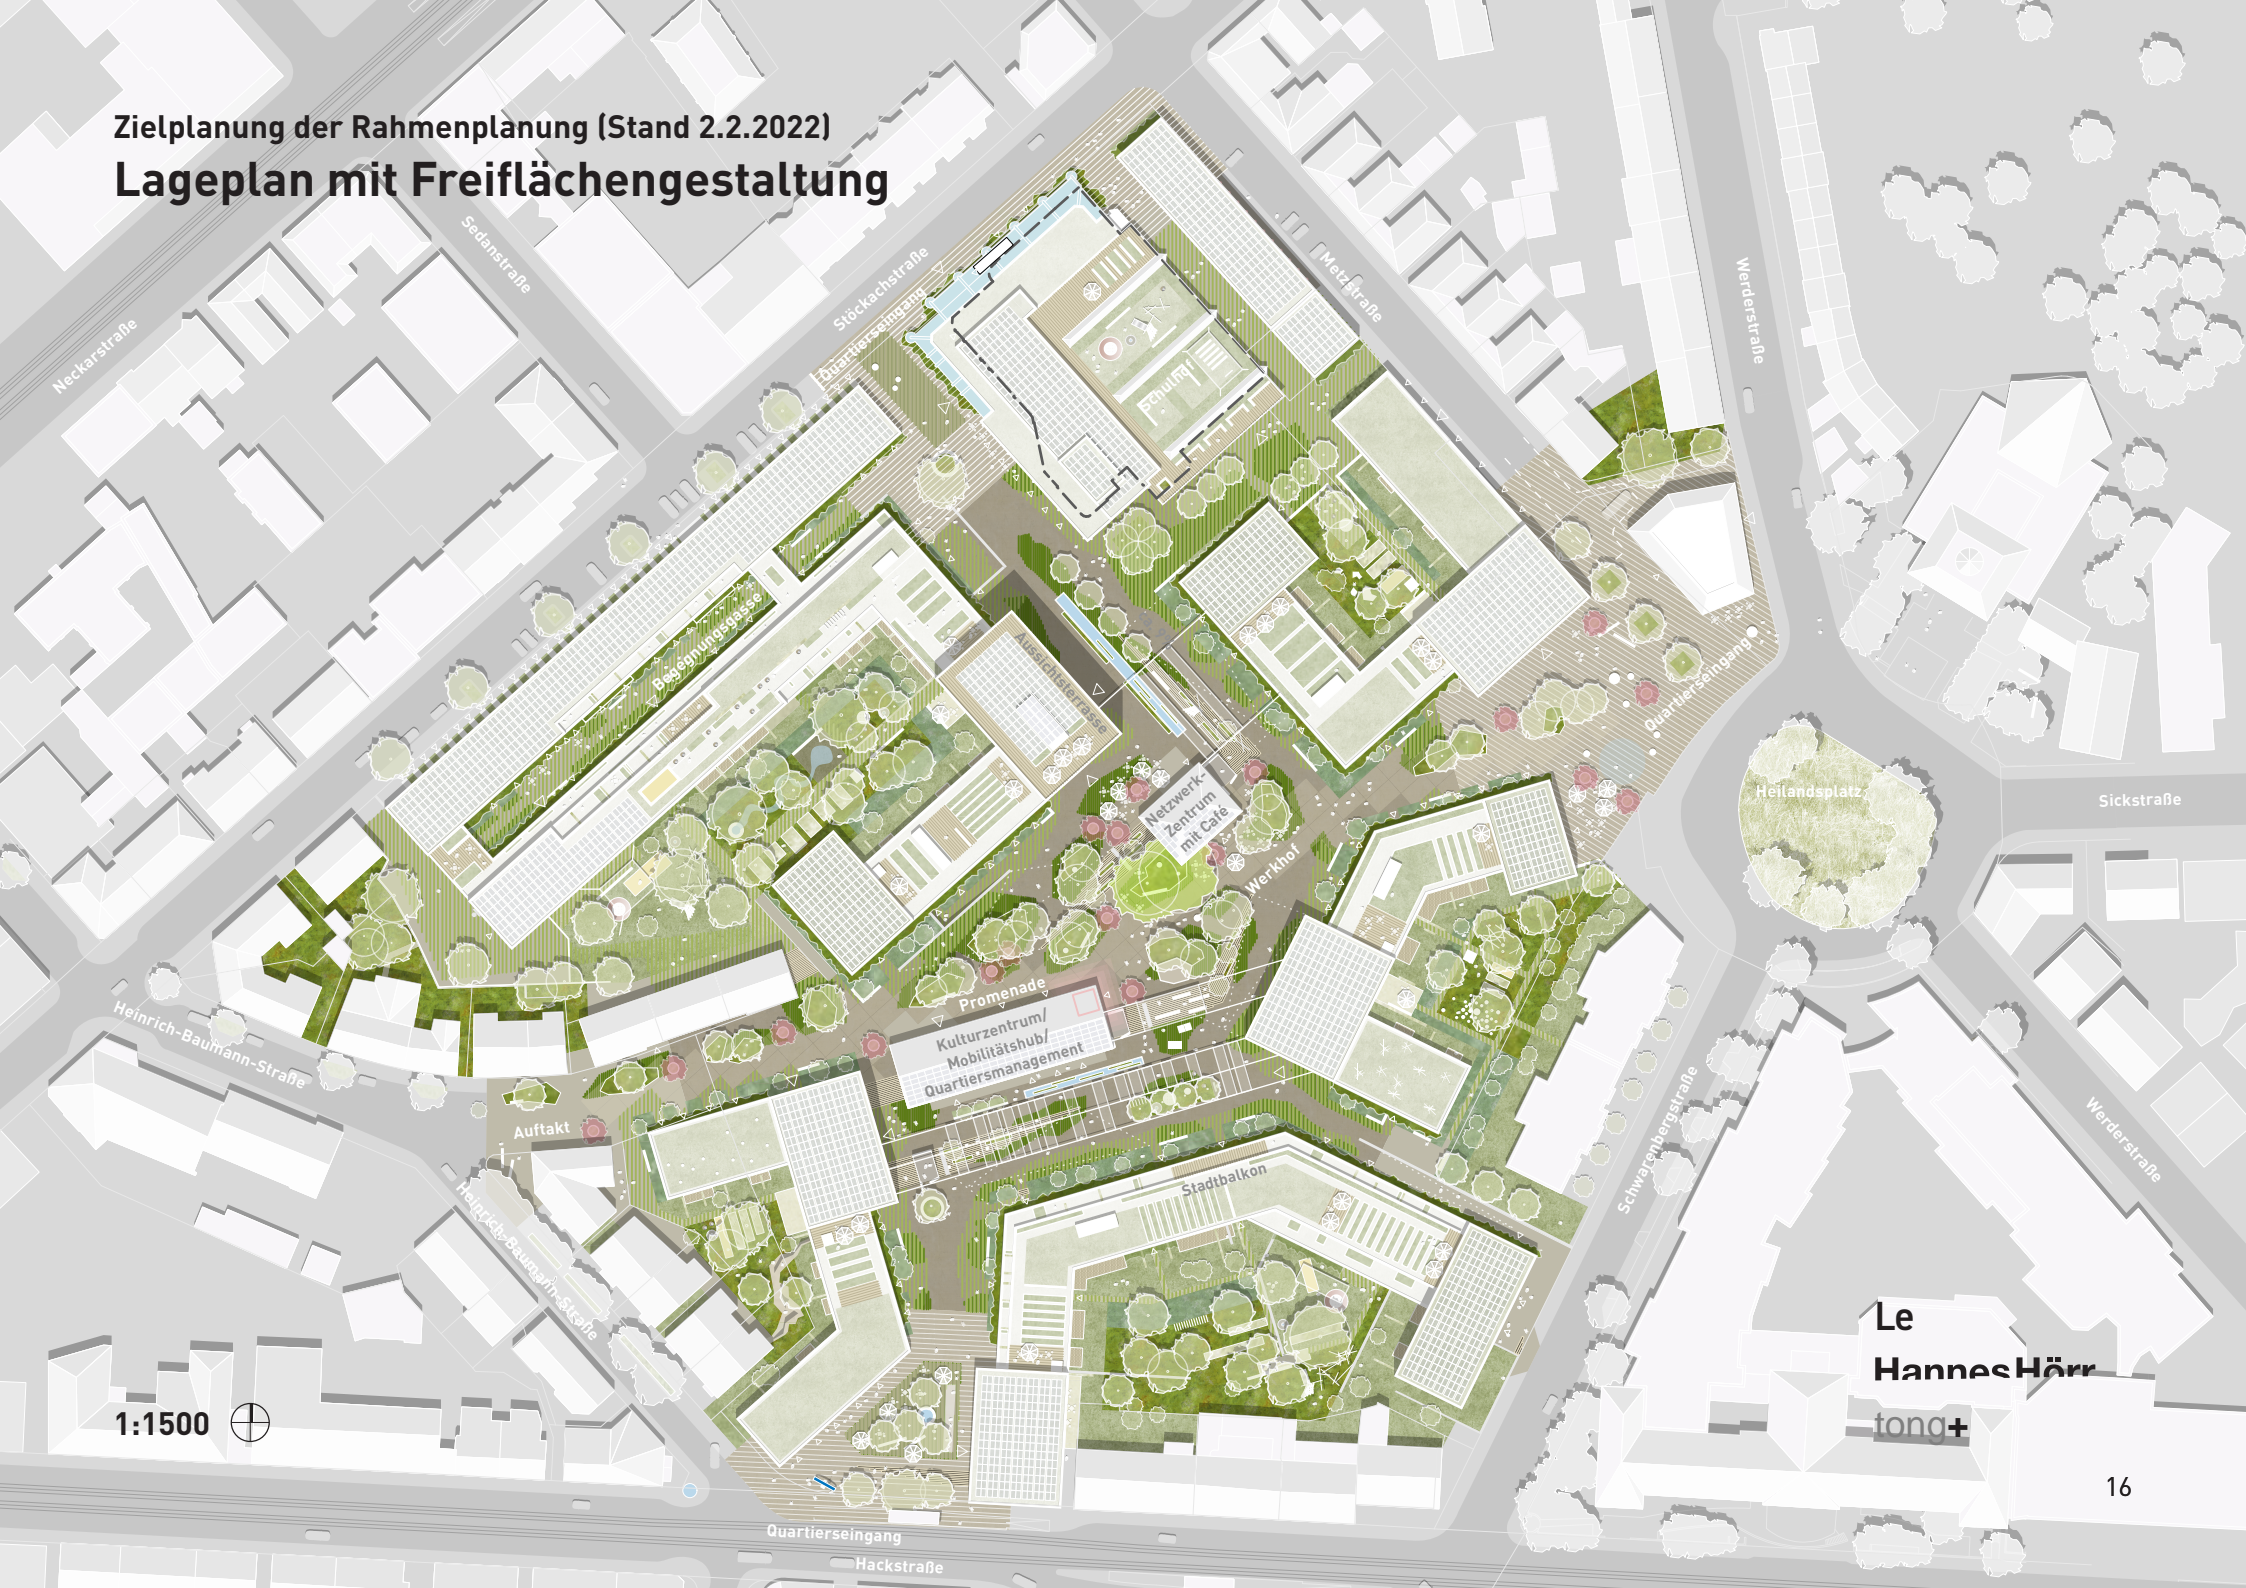 Zielplanung der Rahmenplanung (Stand 2.2.2022)
Lageplan mit Freiflächengestaltung
Sedanstraße
Neckarstraße
Stöckachstraße
Quartierseingang
Metzstraße
Werderstraße
Schulhof
Begegnungsgasse
Aussichtsterrasse
Quartierseingang
Netzwerk-
Zentrum
mit Café
Werkhof
Heilandsplatz
Sickstraße
Promenade
Kulturzentrum/
Mobilitätshub/
Quartiersmanagement
Heinrich-Baumann-Straße
Auftakt
Heinrich-Baumann-Straße
Stadtbalkon
Schwarenbergstraße
Werderstraße
Le
Hannes Hörr
tong+
1:1500
16
Quartierseingang
Hackstraße